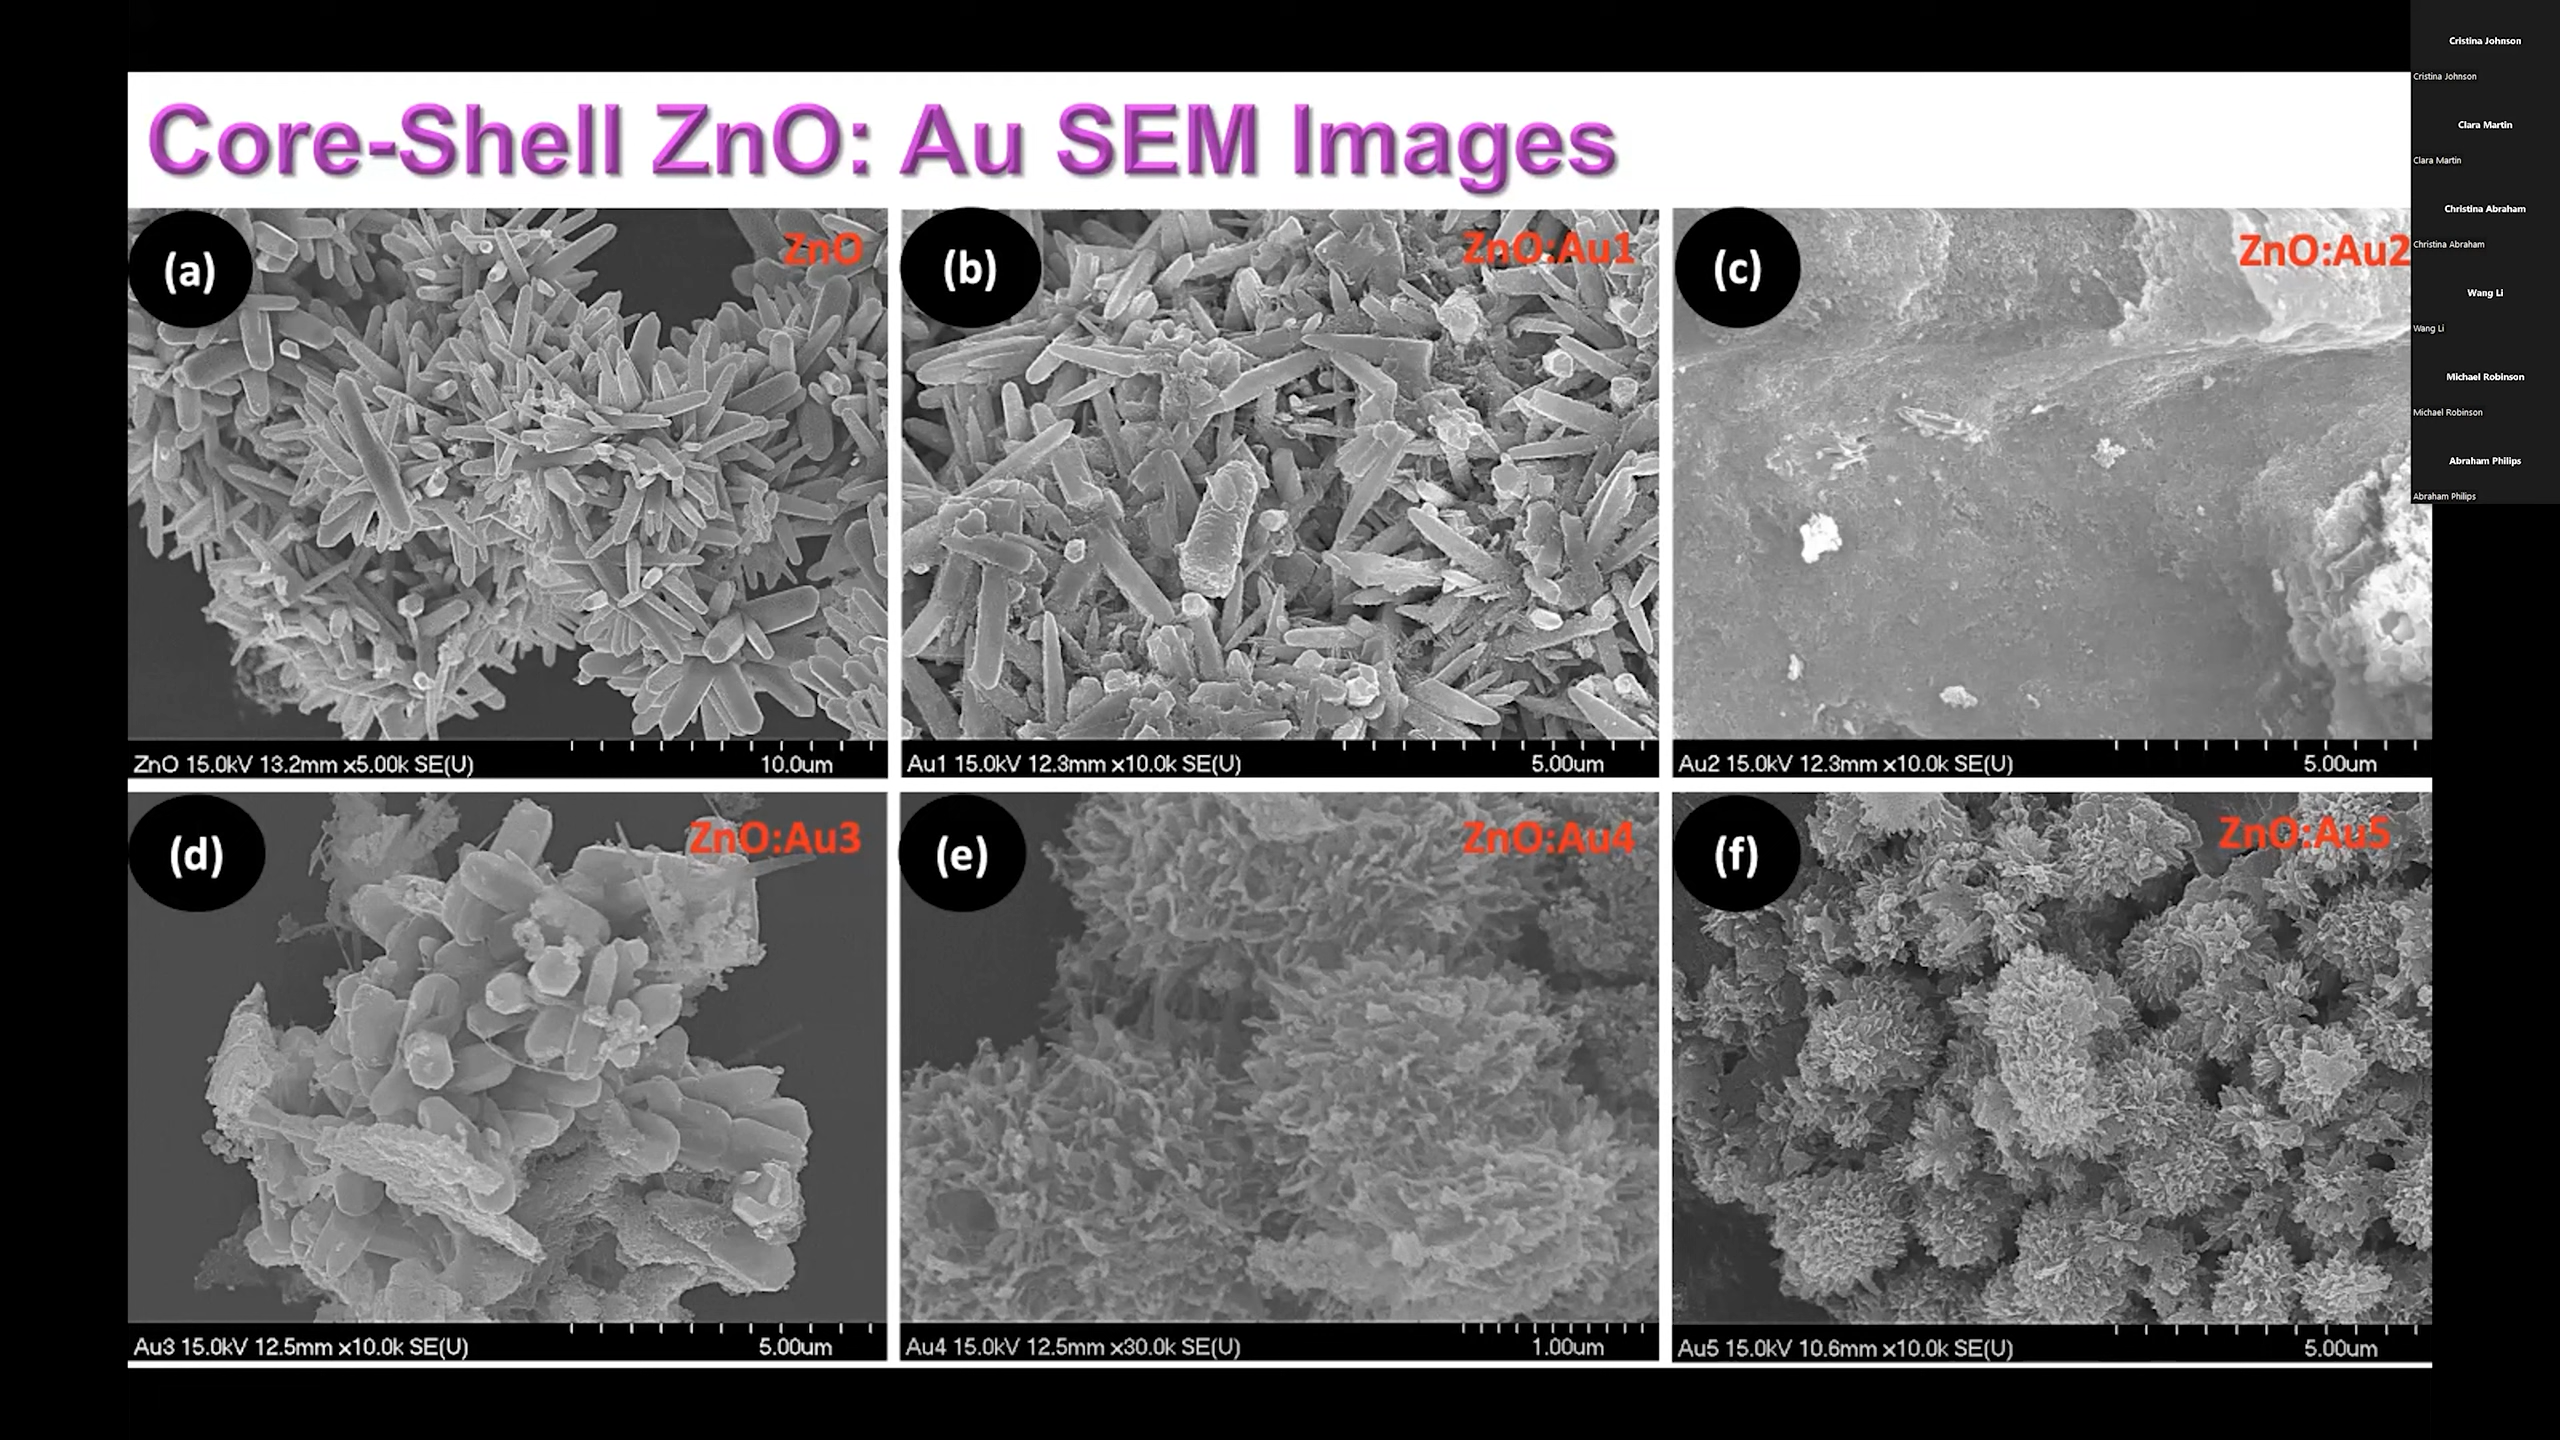 Core-Shell ZnO: Au SEM Images
(a)
ZnO
ZnO 15.0kV 13.2mm x5.00k SE(U)
10.0um
(b)
ZnO:Au1
Au1 15.0kV 12.3mm x10.0k SE(U)
5.00um
(c)
ZnO:Au2
Au2 15.0kV 12.3mm x10.0k SE(U)
5.00um
(d)
ZnO:Au3
Au3 15.0kV 12.5mm x10.0k SE(U)
5.00um
(e)
ZnO:Au4
Au4 15.0kV 12.5mm x30.0k SE(U)
1.00um
(f)
ZnO:Au5
Au5 15.0kV 10.6mm x10.0k SE(U)
5.00um
Cristina Johnson
Cristina Johnson
Clara Martin
Clara Martin
Christina Abraham
Christina Abraham
Wang Li
Wang Li
Michael Robinson
Michael Robinson
Abraham Philips
Abraham Philips